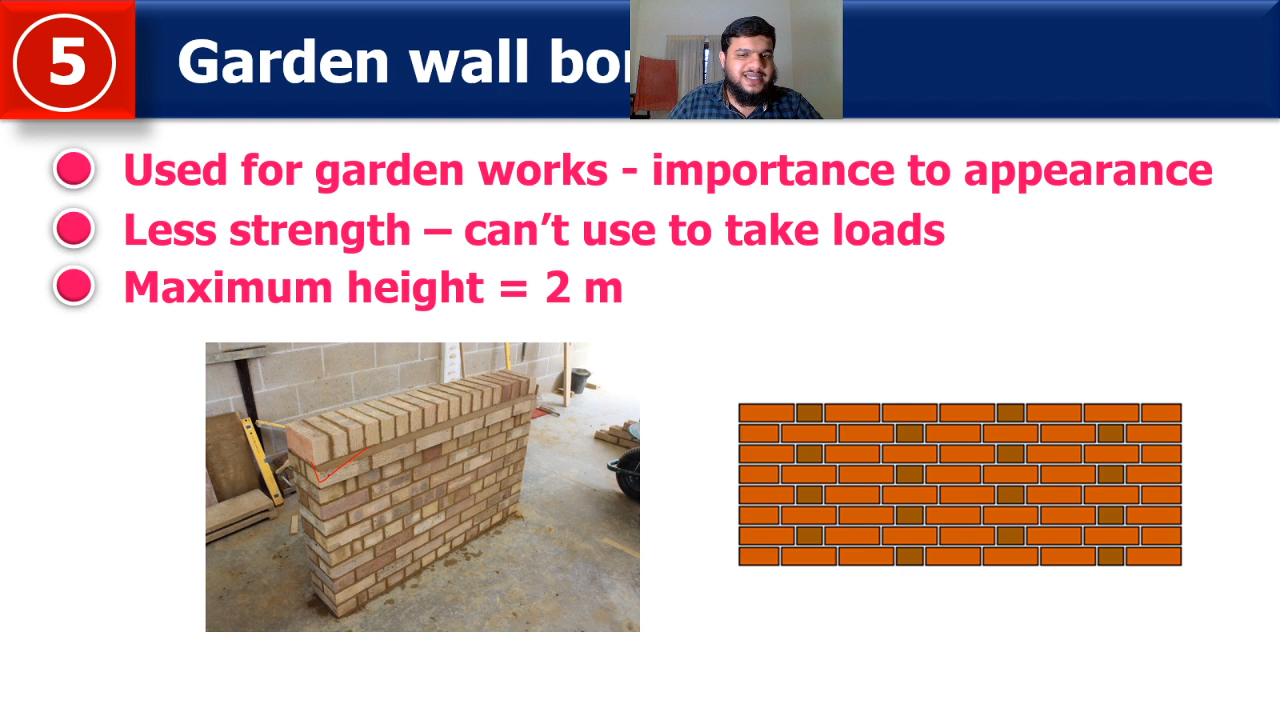 5
Garden wall bo
Used for garden works - importance to appearance
Less strength – can’t use to take loads
Maximum height = 2 m